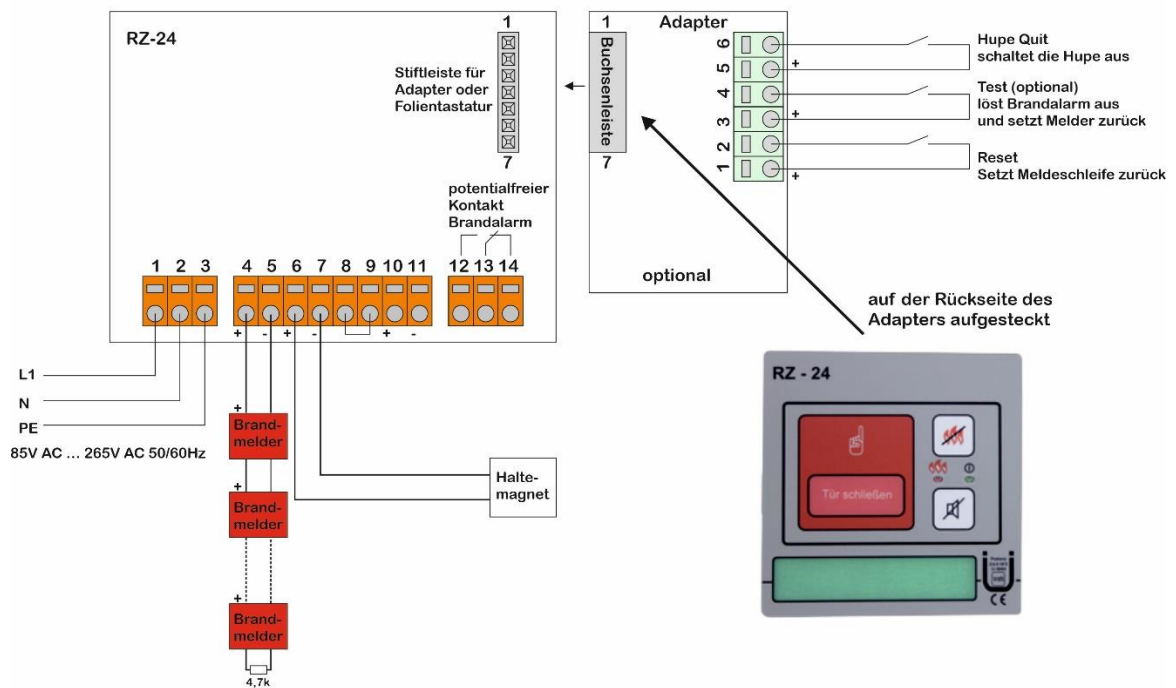 RZ-24
1
Stiftleiste für
Adapter oder
Folientastatur
7
potentialfreier
Kontakt
Brandalarm
1 2 3 4 5 6 7 8 9 10 11 12 13 14
+ - + - + -
1
Buchsenleiste
7
Adapter
6
5
4
3
2
1
+
+
+
optional
Hupe Quit
schaltet die Hupe aus
Test (optional)
löst Brandalarm aus
und setzt Melder zurück
Reset
Setzt Meldeschleife zurück
auf der Rückseite des
Adapters aufgesteckt
L1
N
PE
85V AC ... 265V AC 50/60Hz
+
Brand-
melder
+
Brand-
melder
+
Brand-
melder
4,7k
Halte-
magnet
RZ - 24
Tür schließen
CE